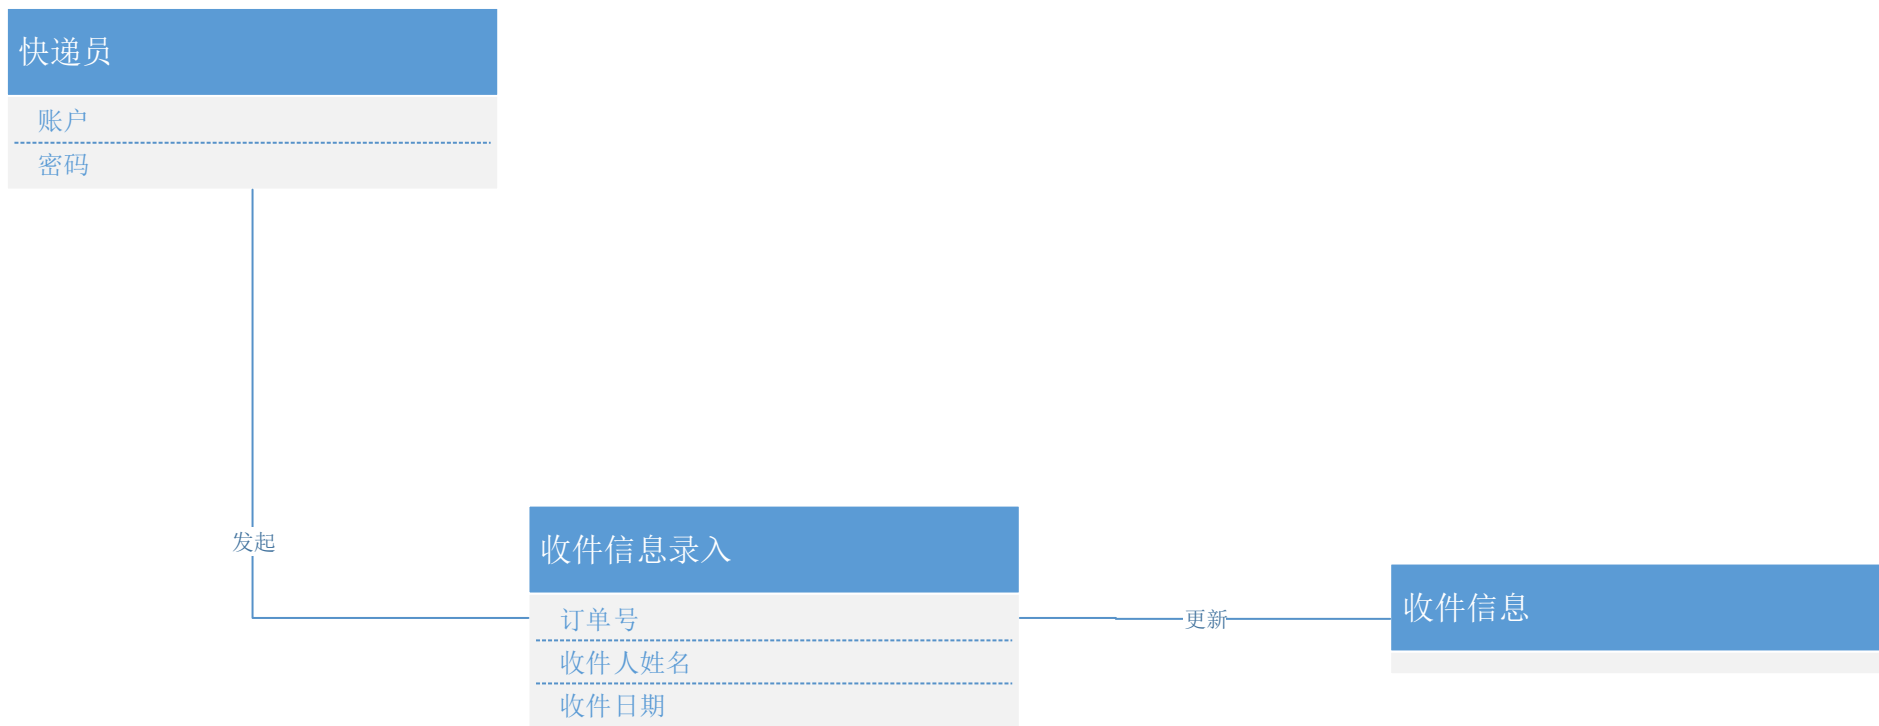 快递员
账户
密码
发起
收件信息录入
订单号
收件人姓名
收件日期
更新
收件信息